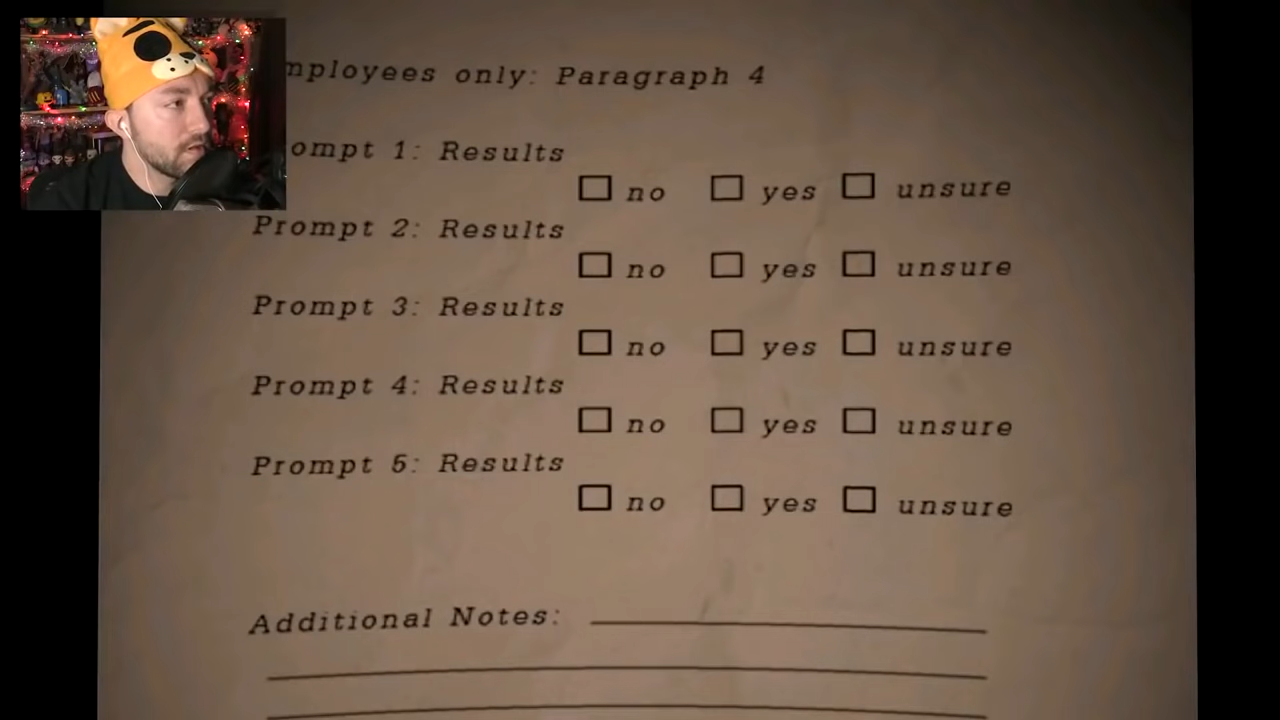 mployees only: Paragraph 4
ompt 1: Results
no yes unsure
Prompt 2: Results
no yes unsure
Prompt 3: Results
no yes unsure
Prompt 4: Results
no yes unsure
Prompt 5: Results
no yes unsure
Additional Notes: